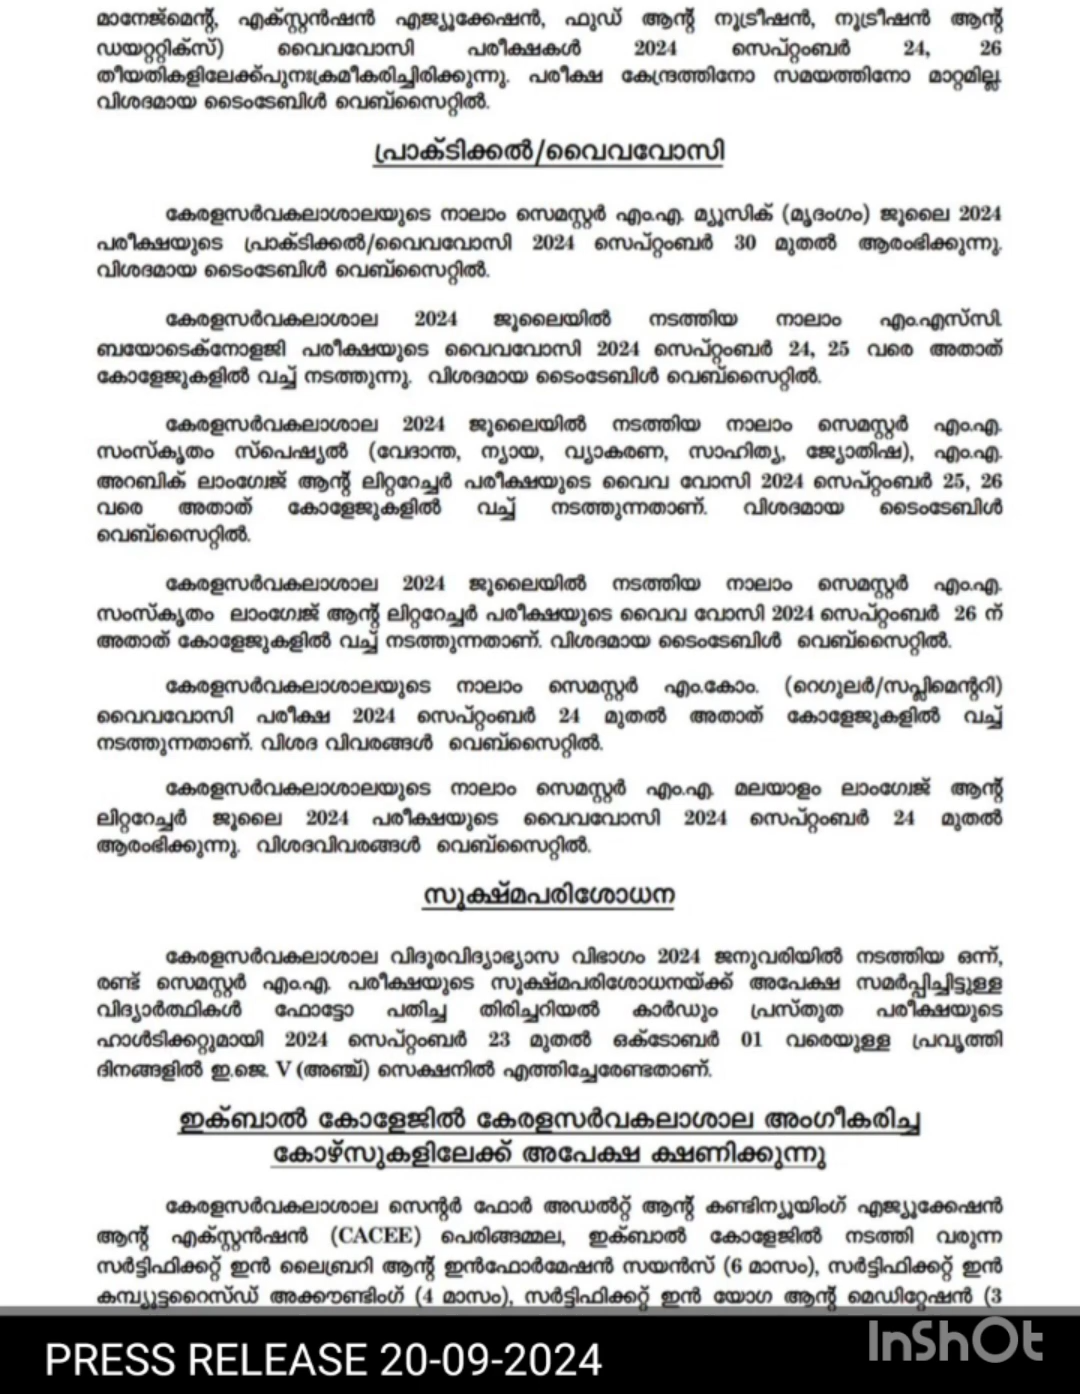 മാനേജ്മെന്റ്, എക്സ്റ്റൻഷൻ എജ്യൂക്കേഷൻ, ഫുഡ് ആന്റ് ന്യൂട്രീഷൻ, ന്യൂട്രീഷൻ ആന്റ്
ഡയറ്ററ്റിക്സ്) വൈവവോസി പരീക്ഷകൾ 2024 സെപ്റ്റംബർ 24, 26
തീയതികളിലേക്ക്പുനഃക്രമീകരിച്ചിരിക്കുന്നു. പരീക്ഷ കേന്ദ്രത്തിനോ സമയത്തിനോ മാറ്റമില്ല.
വിശദമായ ടൈംടേബിൾ വെബ്സൈറ്റിൽ.
പ്രാക്ടിക്കൽ/വൈവവോസി
കേരളസർവകലാശാലയുടെ നാലാം സെമസ്റ്റർ എം.എ. മ്യൂസിക് (മൃദംഗം) ജൂലൈ 2024
പരീക്ഷയുടെ പ്രാക്ടിക്കൽ/വൈവവോസി 2024 സെപ്റ്റംബർ 30 മുതൽ ആരംഭിക്കുന്നു.
വിശദമായ ടൈംടേബിൾ വെബ്സൈറ്റിൽ.
കേരളസർവകലാശാല 2024 ജൂലൈയിൽ നടത്തിയ നാലാം എം.എസ്‌സി.
ബയോടെക്നോളജി പരീക്ഷയുടെ വൈവവോസി 2024 സെപ്റ്റംബർ 24, 25 വരെ അതാത്
കോളേജുകളിൽ വച്ച് നടത്തുന്നു. വിശദമായ ടൈംടേബിൾ വെബ്സൈറ്റിൽ.
കേരളസർവകലാശാല 2024 ജൂലൈയിൽ നടത്തിയ നാലാം സെമസ്റ്റർ എം.എ.
സംസ്കൃതം സ്പെഷ്യൽ (വേദാന്ത, ന്യായ, വ്യാകരണ, സാഹിത്യ, ജ്യോതിഷ), എം.എ.
അറബിക് ലാംഗ്വേജ് ആന്റ് ലിറ്ററേച്ചർ പരീക്ഷയുടെ വൈവ വോസി 2024 സെപ്റ്റംബർ 25, 26
വരെ അതാത് കോളേജുകളിൽ വച്ച് നടത്തുന്നതാണ്. വിശദമായ ടൈംടേബിൾ
വെബ്സൈറ്റിൽ.
കേരളസർവകലാശാല 2024 ജൂലൈയിൽ നടത്തിയ നാലാം സെമസ്റ്റർ എം.എ.
സംസ്കൃതം ലാംഗ്വേജ് ആന്റ് ലിറ്ററേച്ചർ പരീക്ഷയുടെ വൈവ വോസി 2024 സെപ്റ്റംബർ 26 ന്
അതാത് കോളേജുകളിൽ വച്ച് നടത്തുന്നതാണ്. വിശദമായ ടൈംടേബിൾ വെബ്സൈറ്റിൽ.
കേരളസർവകലാശാലയുടെ നാലാം സെമസ്റ്റർ എം.കോം. (റെഗുലർ/സപ്ലിമെന്ററി)
വൈവവോസി പരീക്ഷ 2024 സെപ്റ്റംബർ 24 മുതൽ അതാത് കോളേജുകളിൽ വച്ച്
നടത്തുന്നതാണ്. വിശദ വിവരങ്ങൾ വെബ്സൈറ്റിൽ.
കേരളസർവകലാശാലയുടെ നാലാം സെമസ്റ്റർ എം.എ. മലയാളം ലാംഗ്വേജ് ആന്റ്
ലിറ്ററേച്ചർ ജൂലൈ 2024 പരീക്ഷയുടെ വൈവവോസി 2024 സെപ്റ്റംബർ 24 മുതൽ
ആരംഭിക്കുന്നു. വിശദവിവരങ്ങൾ വെബ്സൈറ്റിൽ.
സൂക്ഷ്മപരിശോധന
കേരളസർവകലാശാല വിദൂരവിദ്യാഭ്യാസ വിഭാഗം 2024 ജനുവരിയിൽ നടത്തിയ ഒന്ന്,
രണ്ട് സെമസ്റ്റർ എം.എ. പരീക്ഷയുടെ സൂക്ഷ്മപരിശോധനയ്ക്ക് അപേക്ഷ സമർപ്പിച്ചിട്ടുള്ള
വിദ്യാർത്ഥികൾ ഫോട്ടോ പതിച്ച തിരിച്ചറിയൽ കാർഡും പ്രസ്തുത പരീക്ഷയുടെ
ഹാൾടിക്കറ്റുമായി 2024 സെപ്റ്റംബർ 23 മുതൽ ഒക്ടോബർ 01 വരെയുള്ള പ്രവൃത്തി
ദിനങ്ങളിൽ ഇ.ജെ. V (അഞ്ച്) സെക്ഷനിൽ എത്തിച്ചേരേണ്ടതാണ്.
ഇക്ബാൽ കോളേജിൽ കേരളസർവകലാശാല അംഗീകരിച്ച
കോഴ്സുകളിലേക്ക് അപേക്ഷ ക്ഷണിക്കുന്നു
കേരളസർവകലാശാല സെന്റർ ഫോർ അഡൽറ്റ് ആന്റ് കണ്ടിന്യൂയിംഗ് എജ്യൂക്കേഷൻ
ആന്റ് എക്സ്റ്റൻഷൻ (CACEE) പെരിങ്ങമ്മല, ഇക്ബാൽ കോളേജിൽ നടത്തി വരുന്ന
സർട്ടിഫിക്കറ്റ് ഇൻ ലൈബ്രറി ആന്റ് ഇൻഫോർമേഷൻ സയൻസ് (6 മാസം), സർട്ടിഫിക്കറ്റ് ഇൻ
കമ്പ്യൂട്ടറൈസ്ഡ് അക്കൗണ്ടിംഗ് (4 മാസം), സർട്ടിഫിക്കറ്റ് ഇൻ യോഗ ആന്റ് മെഡിറ്റേഷൻ (3
PRESS RELEASE 20-09-2024
InShOt